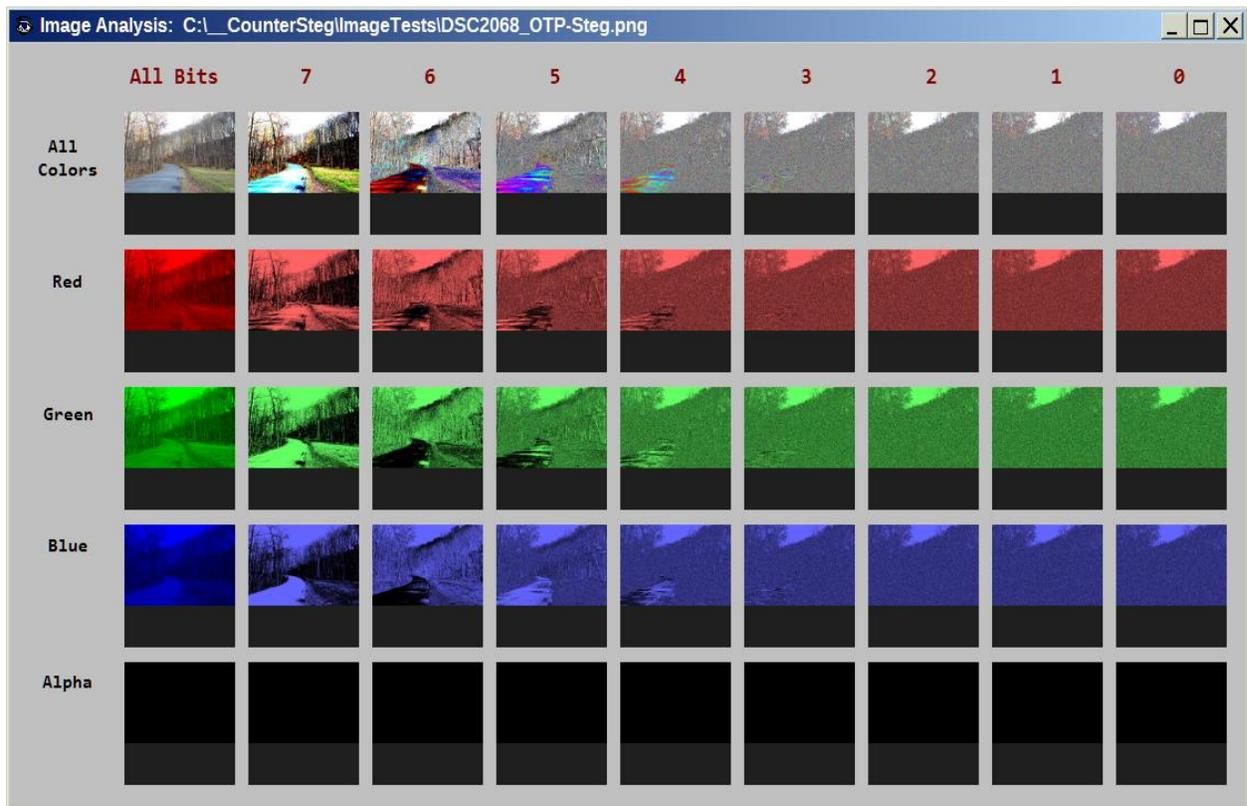 Image Analysis: C:\__CounterSteg\ImageTests\DSC2068_OTP-Steg.png
All Bits 7 6 5 4 3 2 1 0
All
Colors
Red
Green
Blue
Alpha